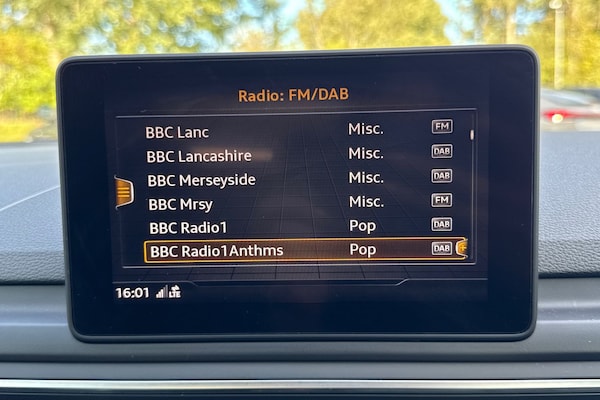 Radio: FM/DAB
BBC Lanc Misc. FM
BBC Lancashire Misc. DAB
BBC Merseyside Misc. DAB
BBC Mrsy Misc. FM
BBC Radio1 Pop DAB
BBC Radio1Anthms Pop DAB
16:01 LTE